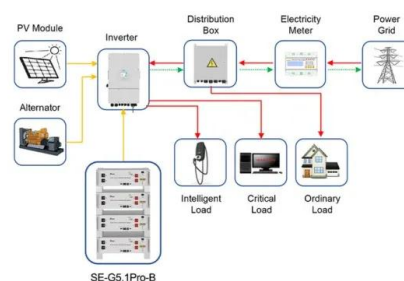 PV Module
Inverter
Distribution
Box
Electricity
Meter
Power
Grid
Alternator
Intelligent
Load
Critical
Load
Ordinary
Load
SE-G5.1Pro-B